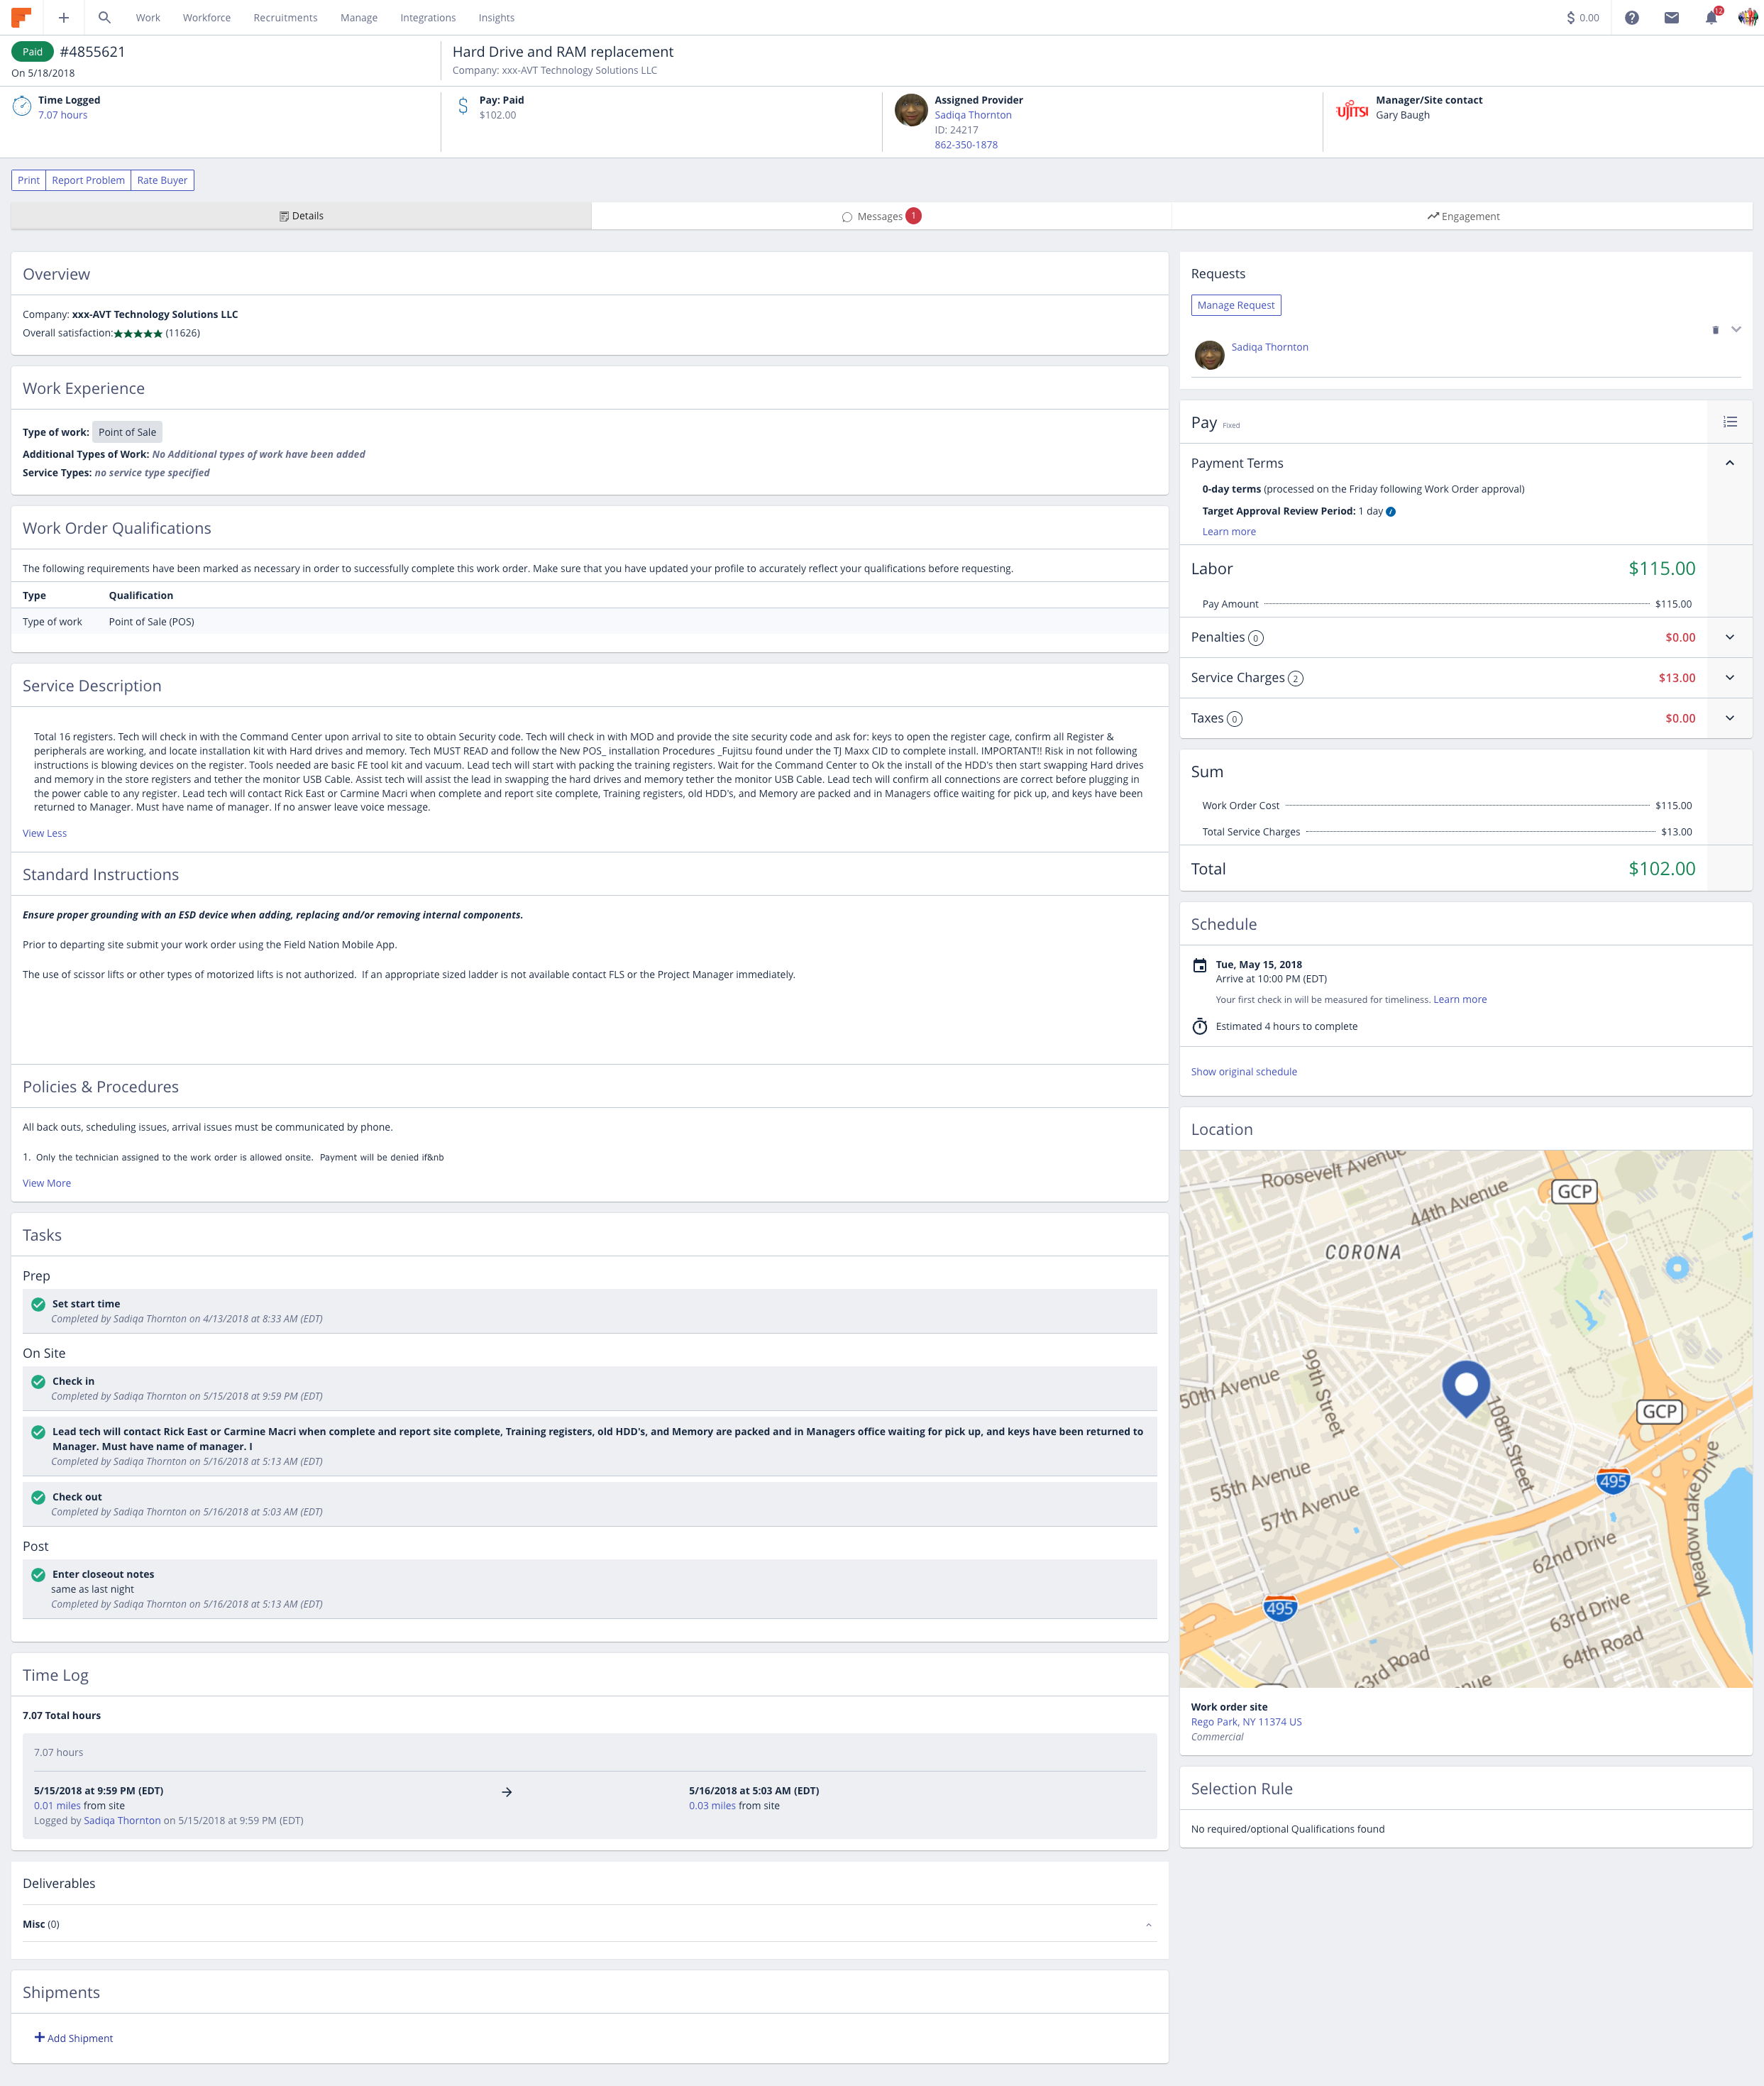 Work
Workforce
Recruitments
Manage
Integrations
Insights
0.00
12
Paid #4855621
On 5/18/2018
Hard Drive and RAM replacement
Company: xxx-AVT Technology Solutions LLC
Time Logged
7.07 hours
Pay: Paid
$102.00
Assigned Provider
Sadiqa Thornton
ID: 24217
862-350-1878
Manager/Site contact
Gary Baugh
Print
Report Problem
Rate Buyer
Details
Messages 1
Engagement
Overview
Company: xxx-AVT Technology Solutions LLC
Overall satisfaction:★★★★★ (11626)
Work Experience
Type of work: Point of Sale
Additional Types of Work: No Additional types of work have been added
Service Types: no service type specified
Work Order Qualifications
The following requirements have been marked as necessary in order to successfully complete this work order. Make sure that you have updated your profile to accurately reflect your qualifications before requesting.
Type Qualification
Type of work Point of Sale (POS)
Service Description
Total 16 registers. Tech will check in with the Command Center upon arrival to site to obtain Security code. Tech will check in with MOD and provide the site security code and ask for: keys to open the register cage, confirm all Register &
peripherals are working, and locate installation kit with Hard drives and memory. Tech MUST READ and follow the New POS_ installation Procedures _Fujitsu found under the TJ Maxx CID to complete install. IMPORTANT!! Risk in not following
instructions is blowing devices on the register. Tools needed are basic FE tool kit and vacuum. Lead tech will start with packing the training registers. Wait for the Command Center to Ok the install of the HDD's then start swapping Hard drives
and memory in the store registers and tether the monitor USB Cable. Assist tech will assist the lead in swapping the hard drives and memory tether the monitor USB Cable. Lead tech will confirm all connections are correct before plugging in
the power cable to any register. Lead tech will contact Rick East or Carmine Macri when complete and report site complete, Training registers, old HDD's, and Memory are packed and in Managers office waiting for pick up, and keys have been
returned to Manager. Must have name of manager. If no answer leave voice message.
View Less
Standard Instructions
Ensure proper grounding with an ESD device when adding, replacing and/or removing internal components.
Prior to departing site submit your work order using the Field Nation Mobile App.
The use of scissor lifts or other types of motorized lifts is not authorized. If an appropriate sized ladder is not available contact FLS or the Project Manager immediately.
Policies & Procedures
All back outs, scheduling issues, arrival issues must be communicated by phone.
1. Only the technician assigned to the work order is allowed onsite. Payment will be denied if&nb
View More
Tasks
Prep
Set start time
Completed by Sadiqa Thornton on 4/13/2018 at 8:33 AM (EDT)
On Site
Check in
Completed by Sadiqa Thornton on 5/15/2018 at 9:59 PM (EDT)
Lead tech will contact Rick East or Carmine Macri when complete and report site complete, Training registers, old HDD's, and Memory are packed and in Managers office waiting for pick up, and keys have been returned to
Manager. Must have name of manager. I
Completed by Sadiqa Thornton on 5/16/2018 at 5:13 AM (EDT)
Check out
Completed by Sadiqa Thornton on 5/16/2018 at 5:03 AM (EDT)
Post
Enter closeout notes
same as last night
Completed by Sadiqa Thornton on 5/16/2018 at 5:13 AM (EDT)
Time Log
7.07 Total hours
7.07 hours
5/15/2018 at 9:59 PM (EDT)
0.01 miles from site
Logged by Sadiqa Thornton on 5/15/2018 at 9:59 PM (EDT)
5/16/2018 at 5:03 AM (EDT)
0.03 miles from site
Deliverables
Misc (0)
Shipments
Add Shipment
Requests
Manage Request
Sadiqa Thornton
Pay Fixed
Payment Terms
0-day terms (processed on the Friday following Work Order approval)
Target Approval Review Period: 1 day
Learn more
Labor $115.00
Pay Amount $115.00
Penalties 0 $0.00
Service Charges 2 $13.00
Taxes 0 $0.00
Sum
Work Order Cost $115.00
Total Service Charges $13.00
Total $102.00
Schedule
Tue, May 15, 2018
Arrive at 10:00 PM (EDT)
Your first check in will be measured for timeliness. Learn more
Estimated 4 hours to complete
Show original schedule
Location
Roosevelt Avenue
GCP
44th Avenue
CORONA
99th Street
50th Avenue
GCP
108th Street
55th Avenue
495
57th Avenue
Meadow Lake Drive
62nd Drive
495
63rd Drive
64th Road
63rd Road
Work order site
Rego Park, NY 11374 US
Commercial
Selection Rule
No required/optional Qualifications found